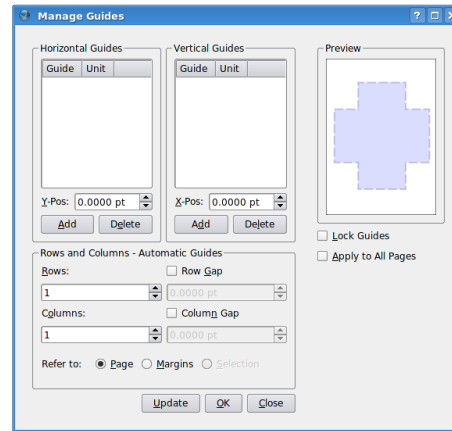 Manage Guides
Horizontal Guides
Guide Unit
Y-Pos: 0.0000 pt
Add Delete
Vertical Guides
Guide Unit
X-Pos: 0.0000 pt
Add Delete
Preview
Lock Guides
Apply to All Pages
Rows and Columns - Automatic Guides
Rows: Row Gap
1 0.0000 pt
Columns: Column Gap
1 0.0000 pt
Refer to: Page Margins Selection
Update OK Close